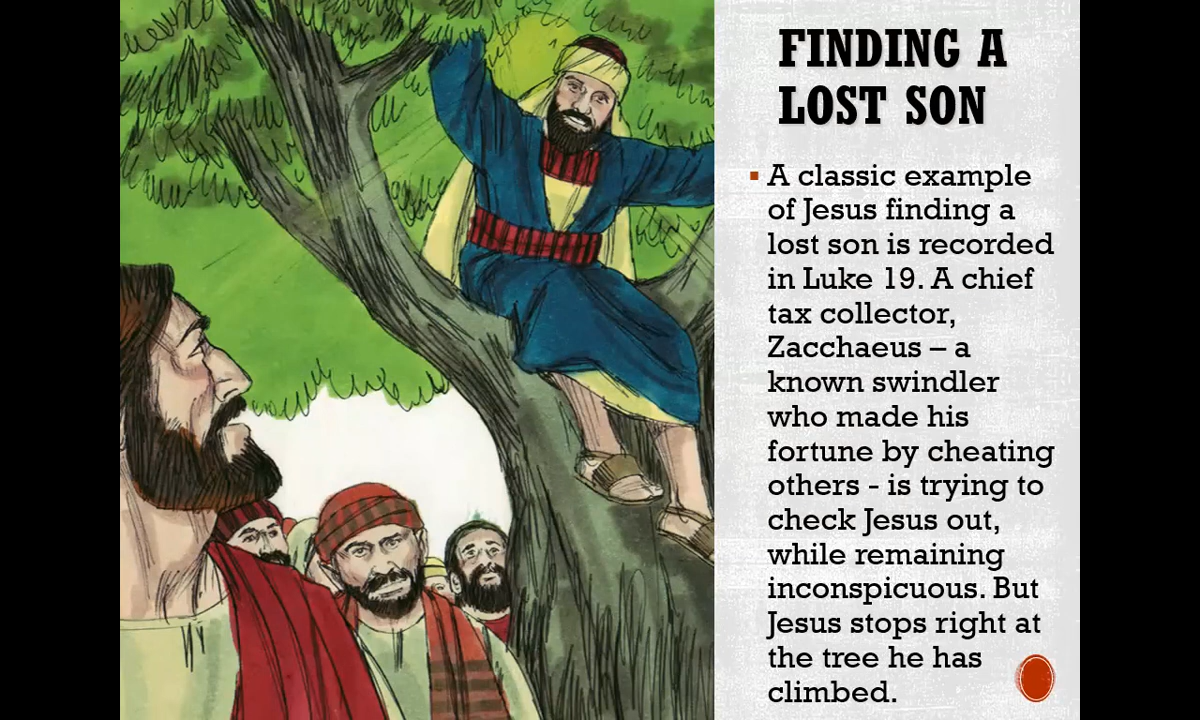 FINDING A
LOST SON
▪ A classic example
of Jesus finding a
lost son is recorded
in Luke 19. A chief
tax collector,
Zacchaeus – a
known swindler
who made his
fortune by cheating
others - is trying to
check Jesus out,
while remaining
inconspicuous. But
Jesus stops right at
the tree he has
climbed.